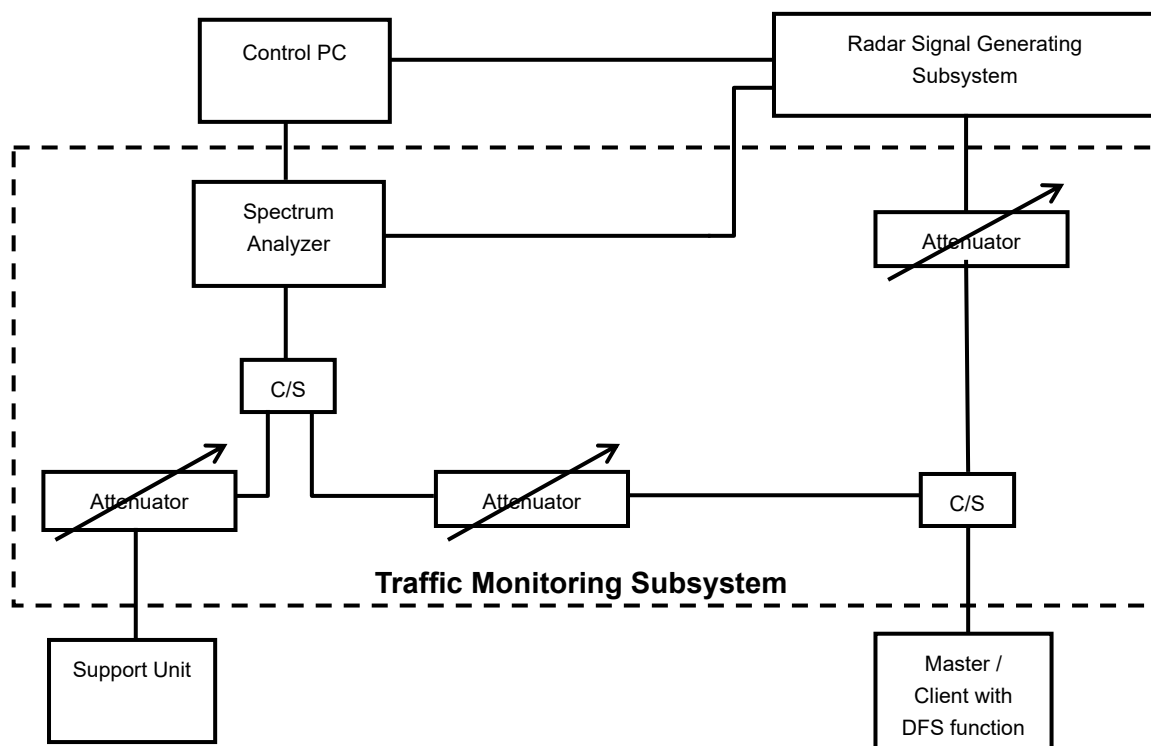 Control PC
Radar Signal Generating
Subsystem
Spectrum
Analyzer
Attenuator
C/S
Attenuator
Attenuator
C/S
Traffic Monitoring Subsystem
Support Unit
Master /
Client with
DFS function